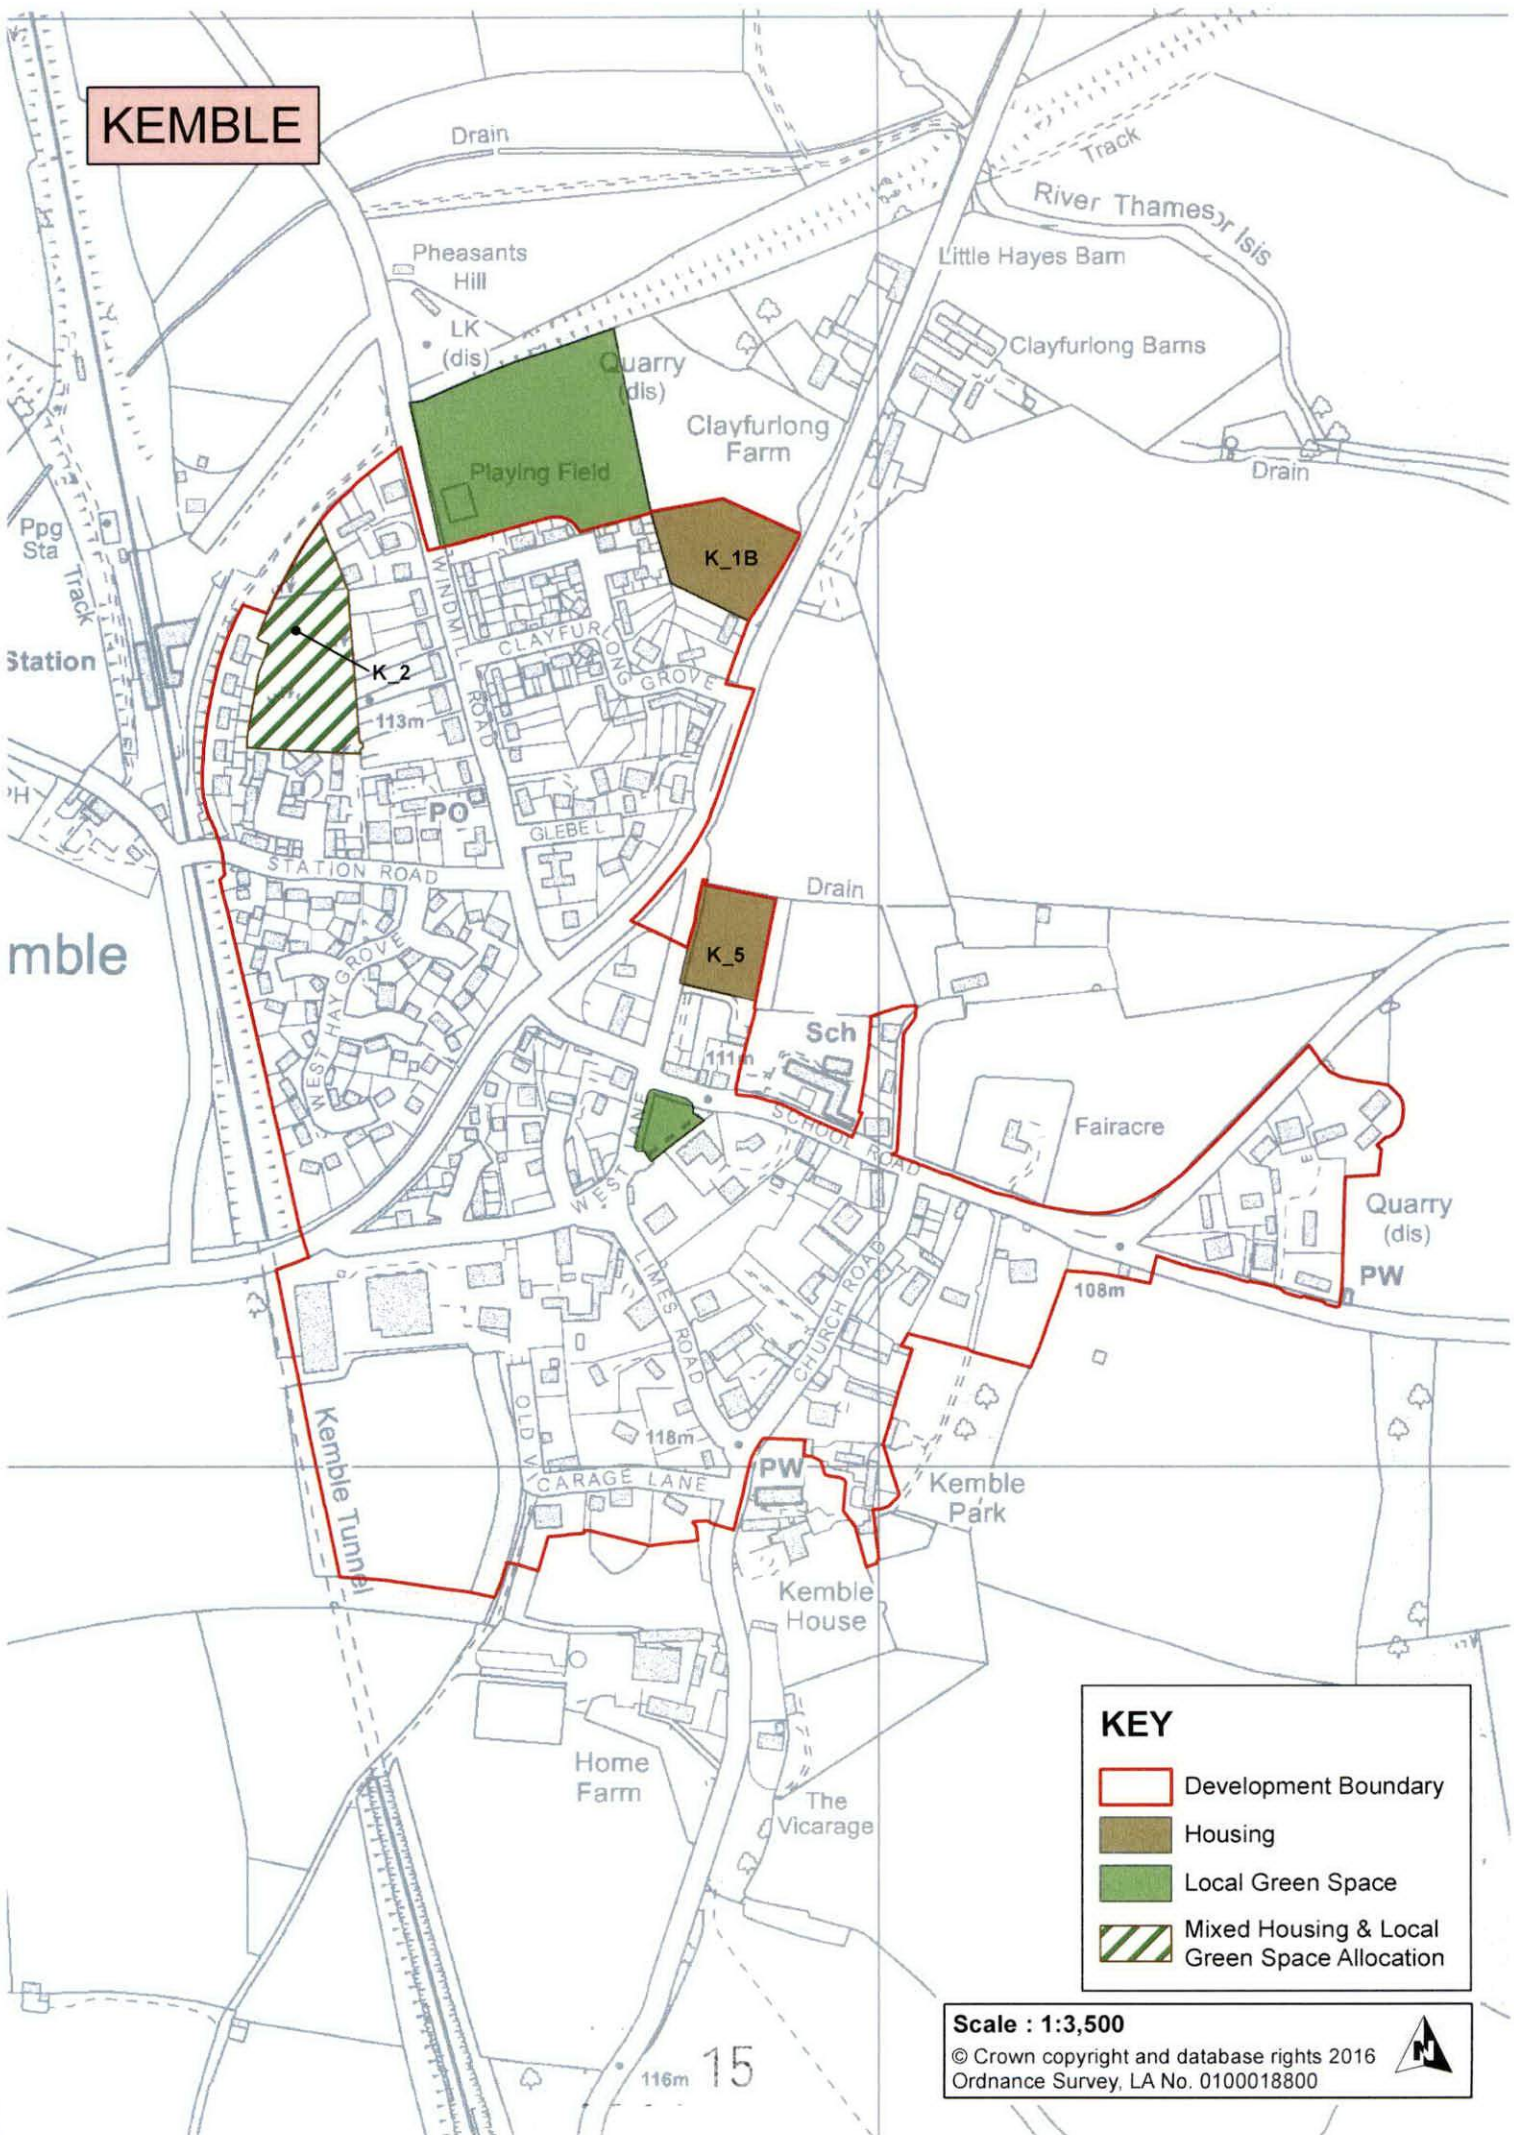 KEMBLE
Drain
Track
River Thames or Isis
Pheasants
Hill
Little Hayes Barn
LK
(dis)
Quarry
(dis)
Clayfurlong Barns
Clayfurlong
Farm
Playing Field
Drain
Ppg
Sta
Track
K_1B
WINDMILL ROAD
CLAYFURLONG GROVE
Station
K_2
113m
PH
PO
GLEBE L
STATION ROAD
Drain
mble
K_5
WEST HAY GROVE
Sch
111m
WEST LANE
SCHOOL ROAD
Fairacre
Quarry
(dis)
PW
108m
LIMES ROAD
CHURCH ROAD
Kemble Tunnel
OLD VICARAGE LANE
118m
PW
Kemble
Park
Kemble
House
Home
Farm
The
Vicarage
116m
15
KEY
Development Boundary
Housing
Local Green Space
Mixed Housing & Local
Green Space Allocation
Scale : 1:3,500
© Crown copyright and database rights 2016
Ordnance Survey, LA No. 0100018800
N